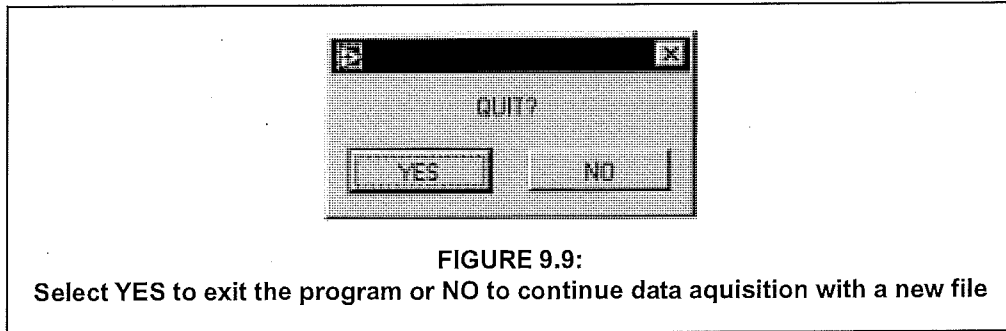 QUIT?
YES NO
FIGURE 9.9:
Select YES to exit the program or NO to continue data aquisition with a new file